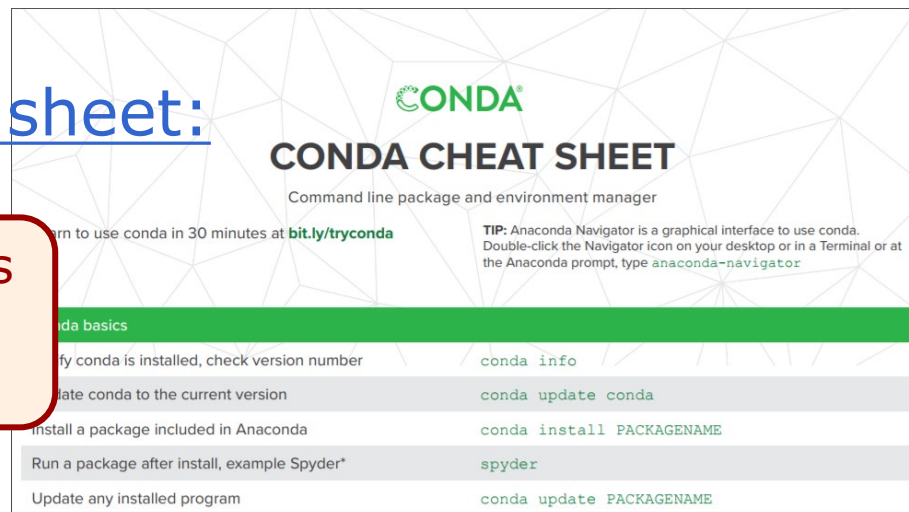 sheet:
CONDA
CONDA CHEAT SHEET
Command line package and environment manager
to use conda in 30 minutes at bit.ly/tryconda
TIP: Anaconda Navigator is a graphical interface to use conda.
Double-click the Navigator icon on your desktop or in a Terminal or at
the Anaconda prompt, type anaconda-navigator
s
basics
conda is installed, check version number conda info
conda to the current version conda update conda
Install a package included in Anaconda conda install PACKAGENAME
Run a package after install, example Spyder* spyder
Update any installed program conda update PACKAGENAME